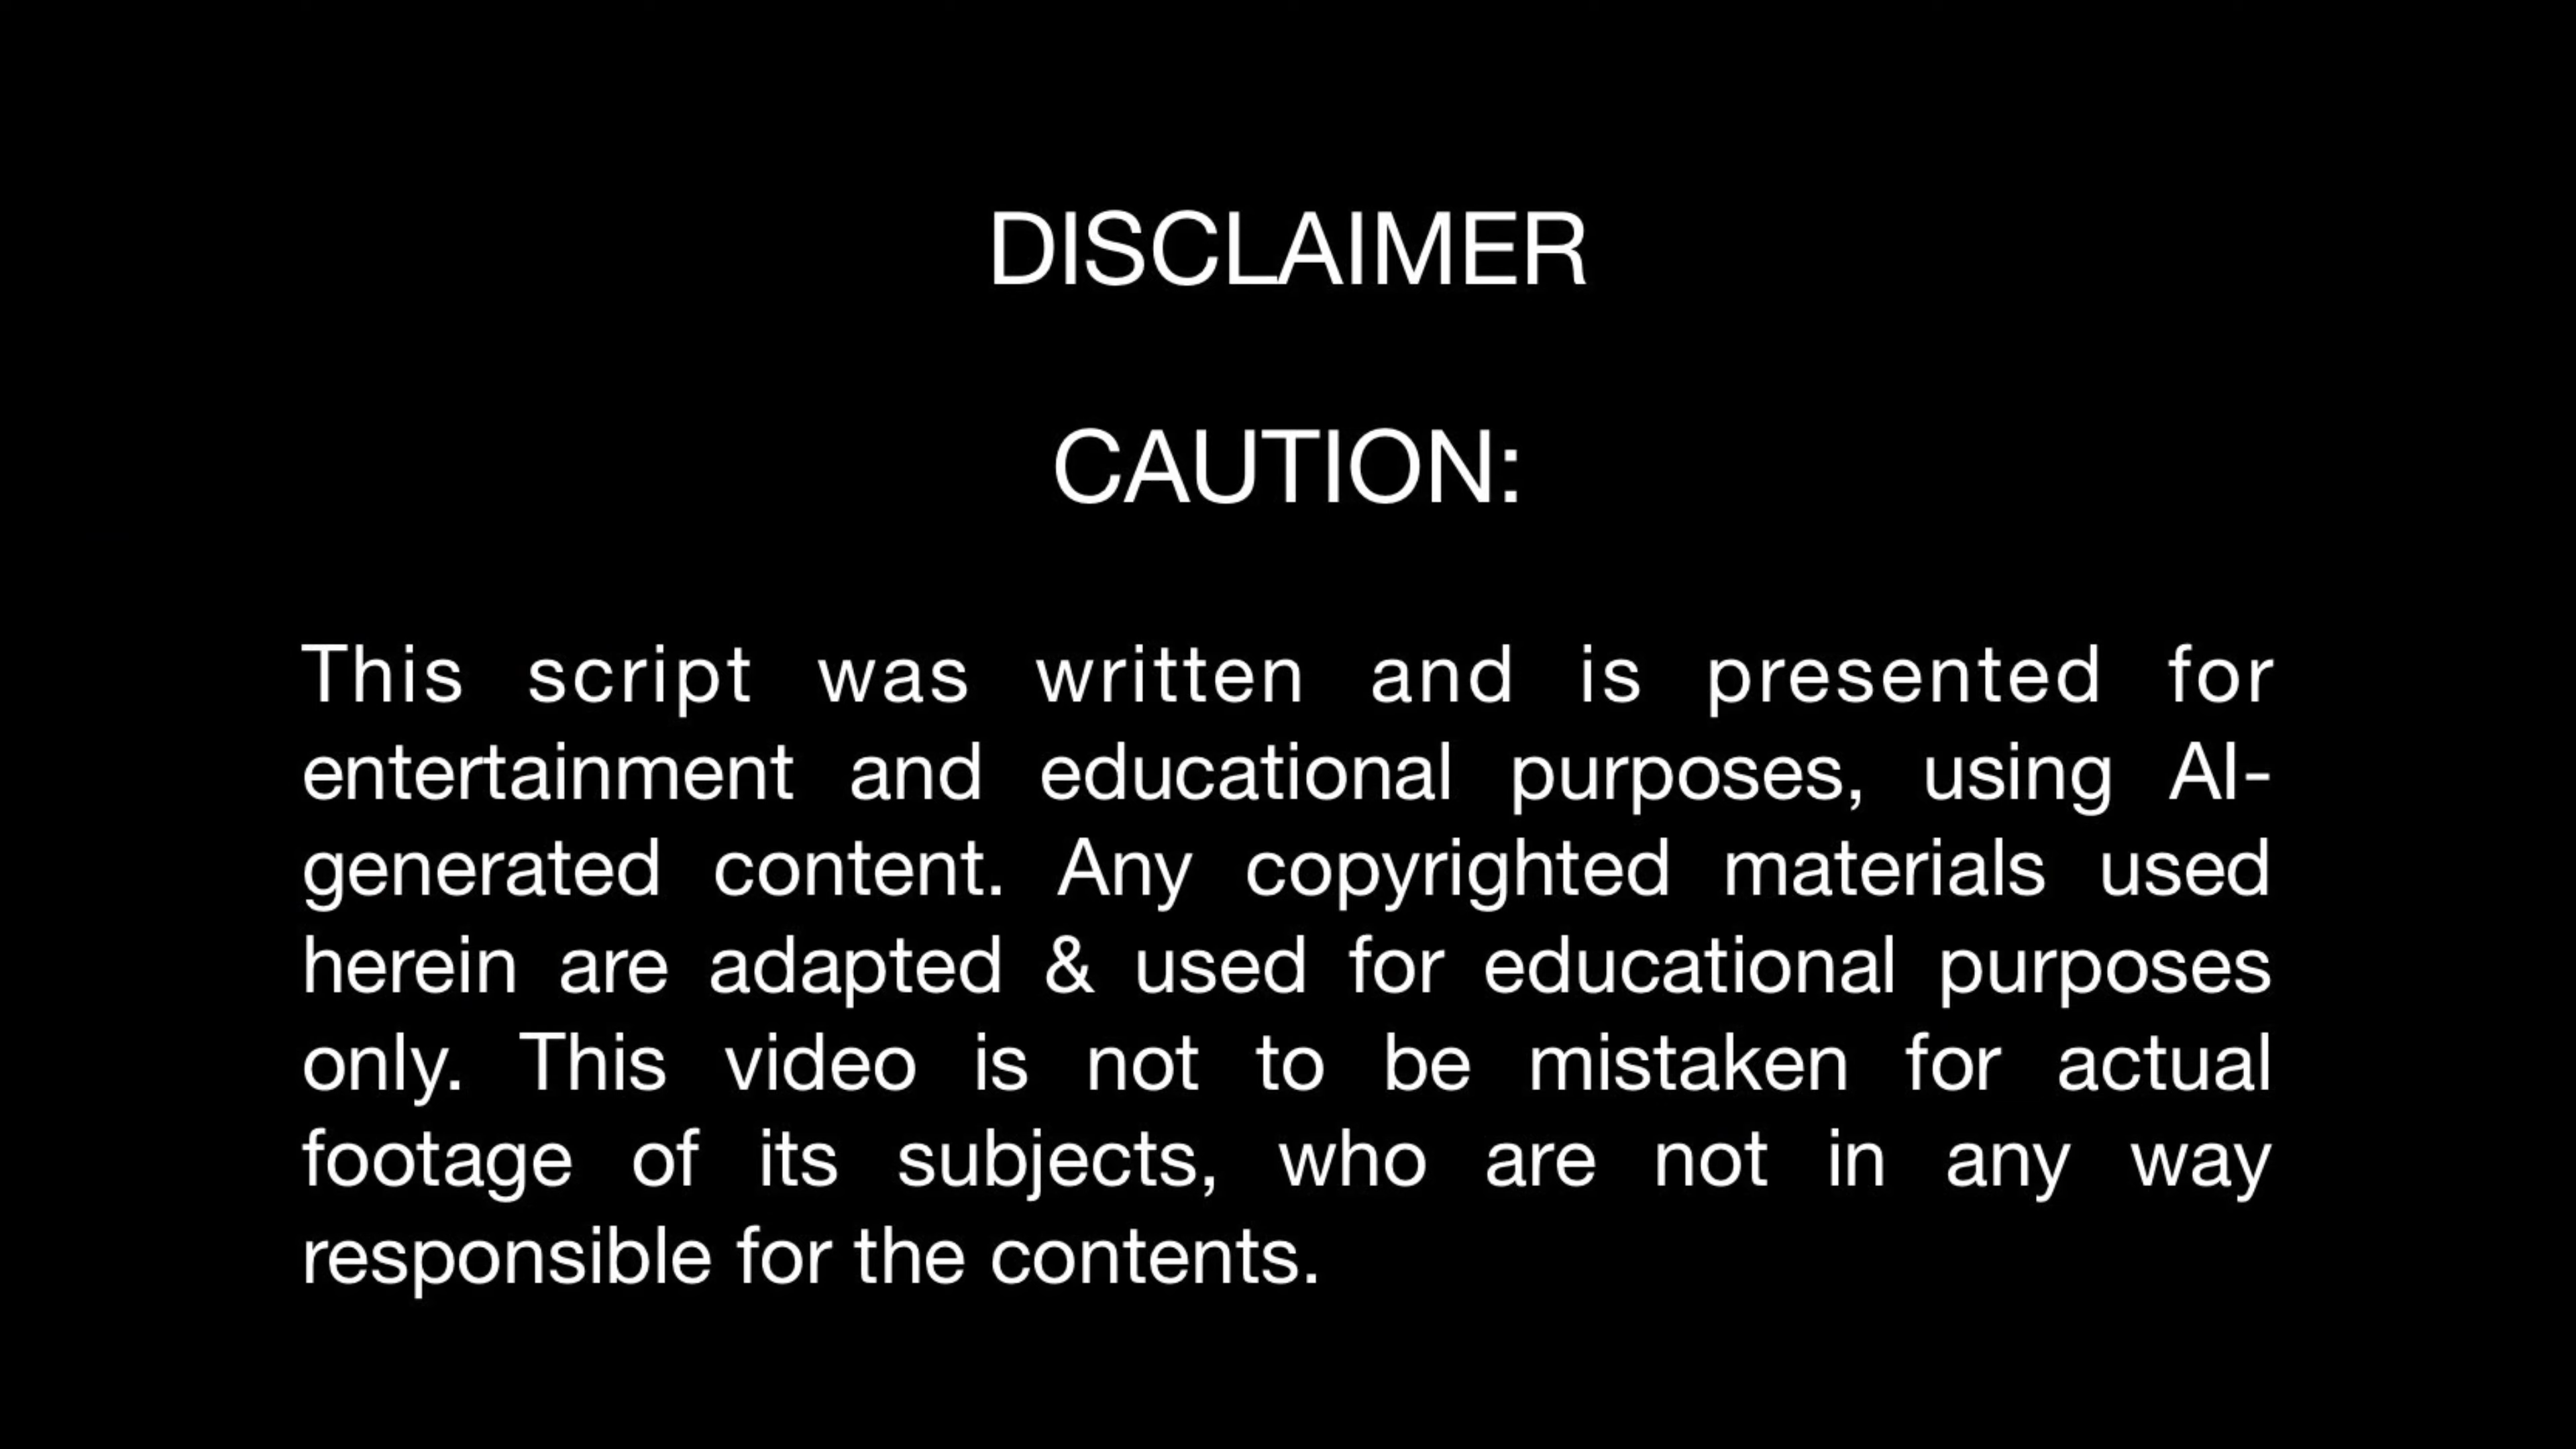 DISCLAIMER
CAUTION:
This script was written and is presented for
entertainment and educational purposes, using AI-
generated content. Any copyrighted materials used
herein are adapted & used for educational purposes
only. This video is not to be mistaken for actual
footage of its subjects, who are not in any way
responsible for the contents.